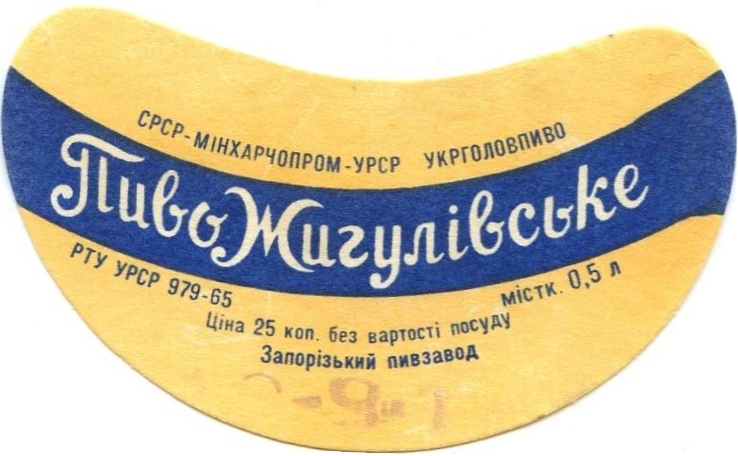 СРСР-МІНХАРЧОПРОМ-УРСР УКРГОЛОВПИВО
Пиво Жигулівське
РТУ УРСР 979-65
містк. 0,5 л
Ціна 25 коп. без вартості посуду
Запорізький пивзавод